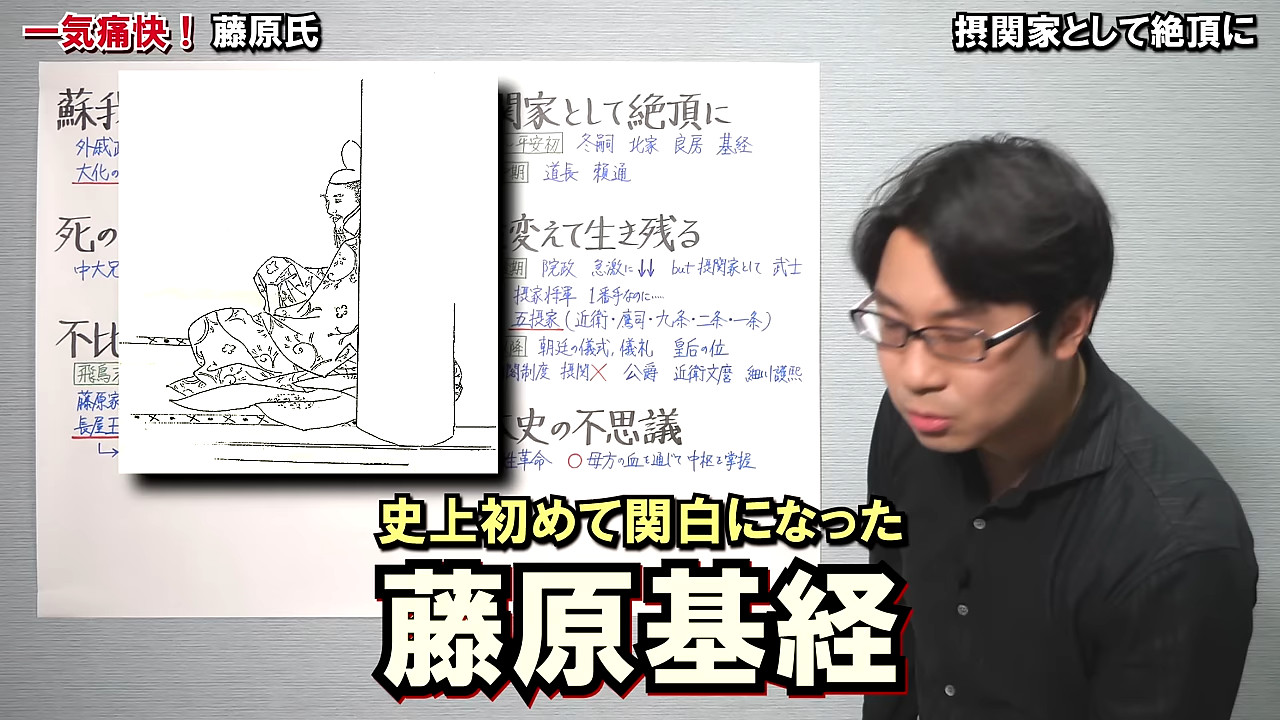 一気痛快！ 藤原氏
摂関家として絶頂に
蘇我
外戚
大化の
死の
中大兄
不比
飛鳥
藤原家
長屋王
関家として絶頂に
平安初 冬嗣 北家 良房 基経
期 道長 頼通
変えて生き残る
期 院政 急激に↓↓ but摂関家として 武士
摂家将軍 1番手なのに……
五摂家(近衛・鷹司・九条・二条・一条)
降 朝廷の儀式、儀礼 皇后の位
閣制度 摂関× 公爵 近衛文麿 細川護熙
史の不思議
性革命 ○母方の血を通じて中枢を掌握
史上初めて関白になった
藤原基経